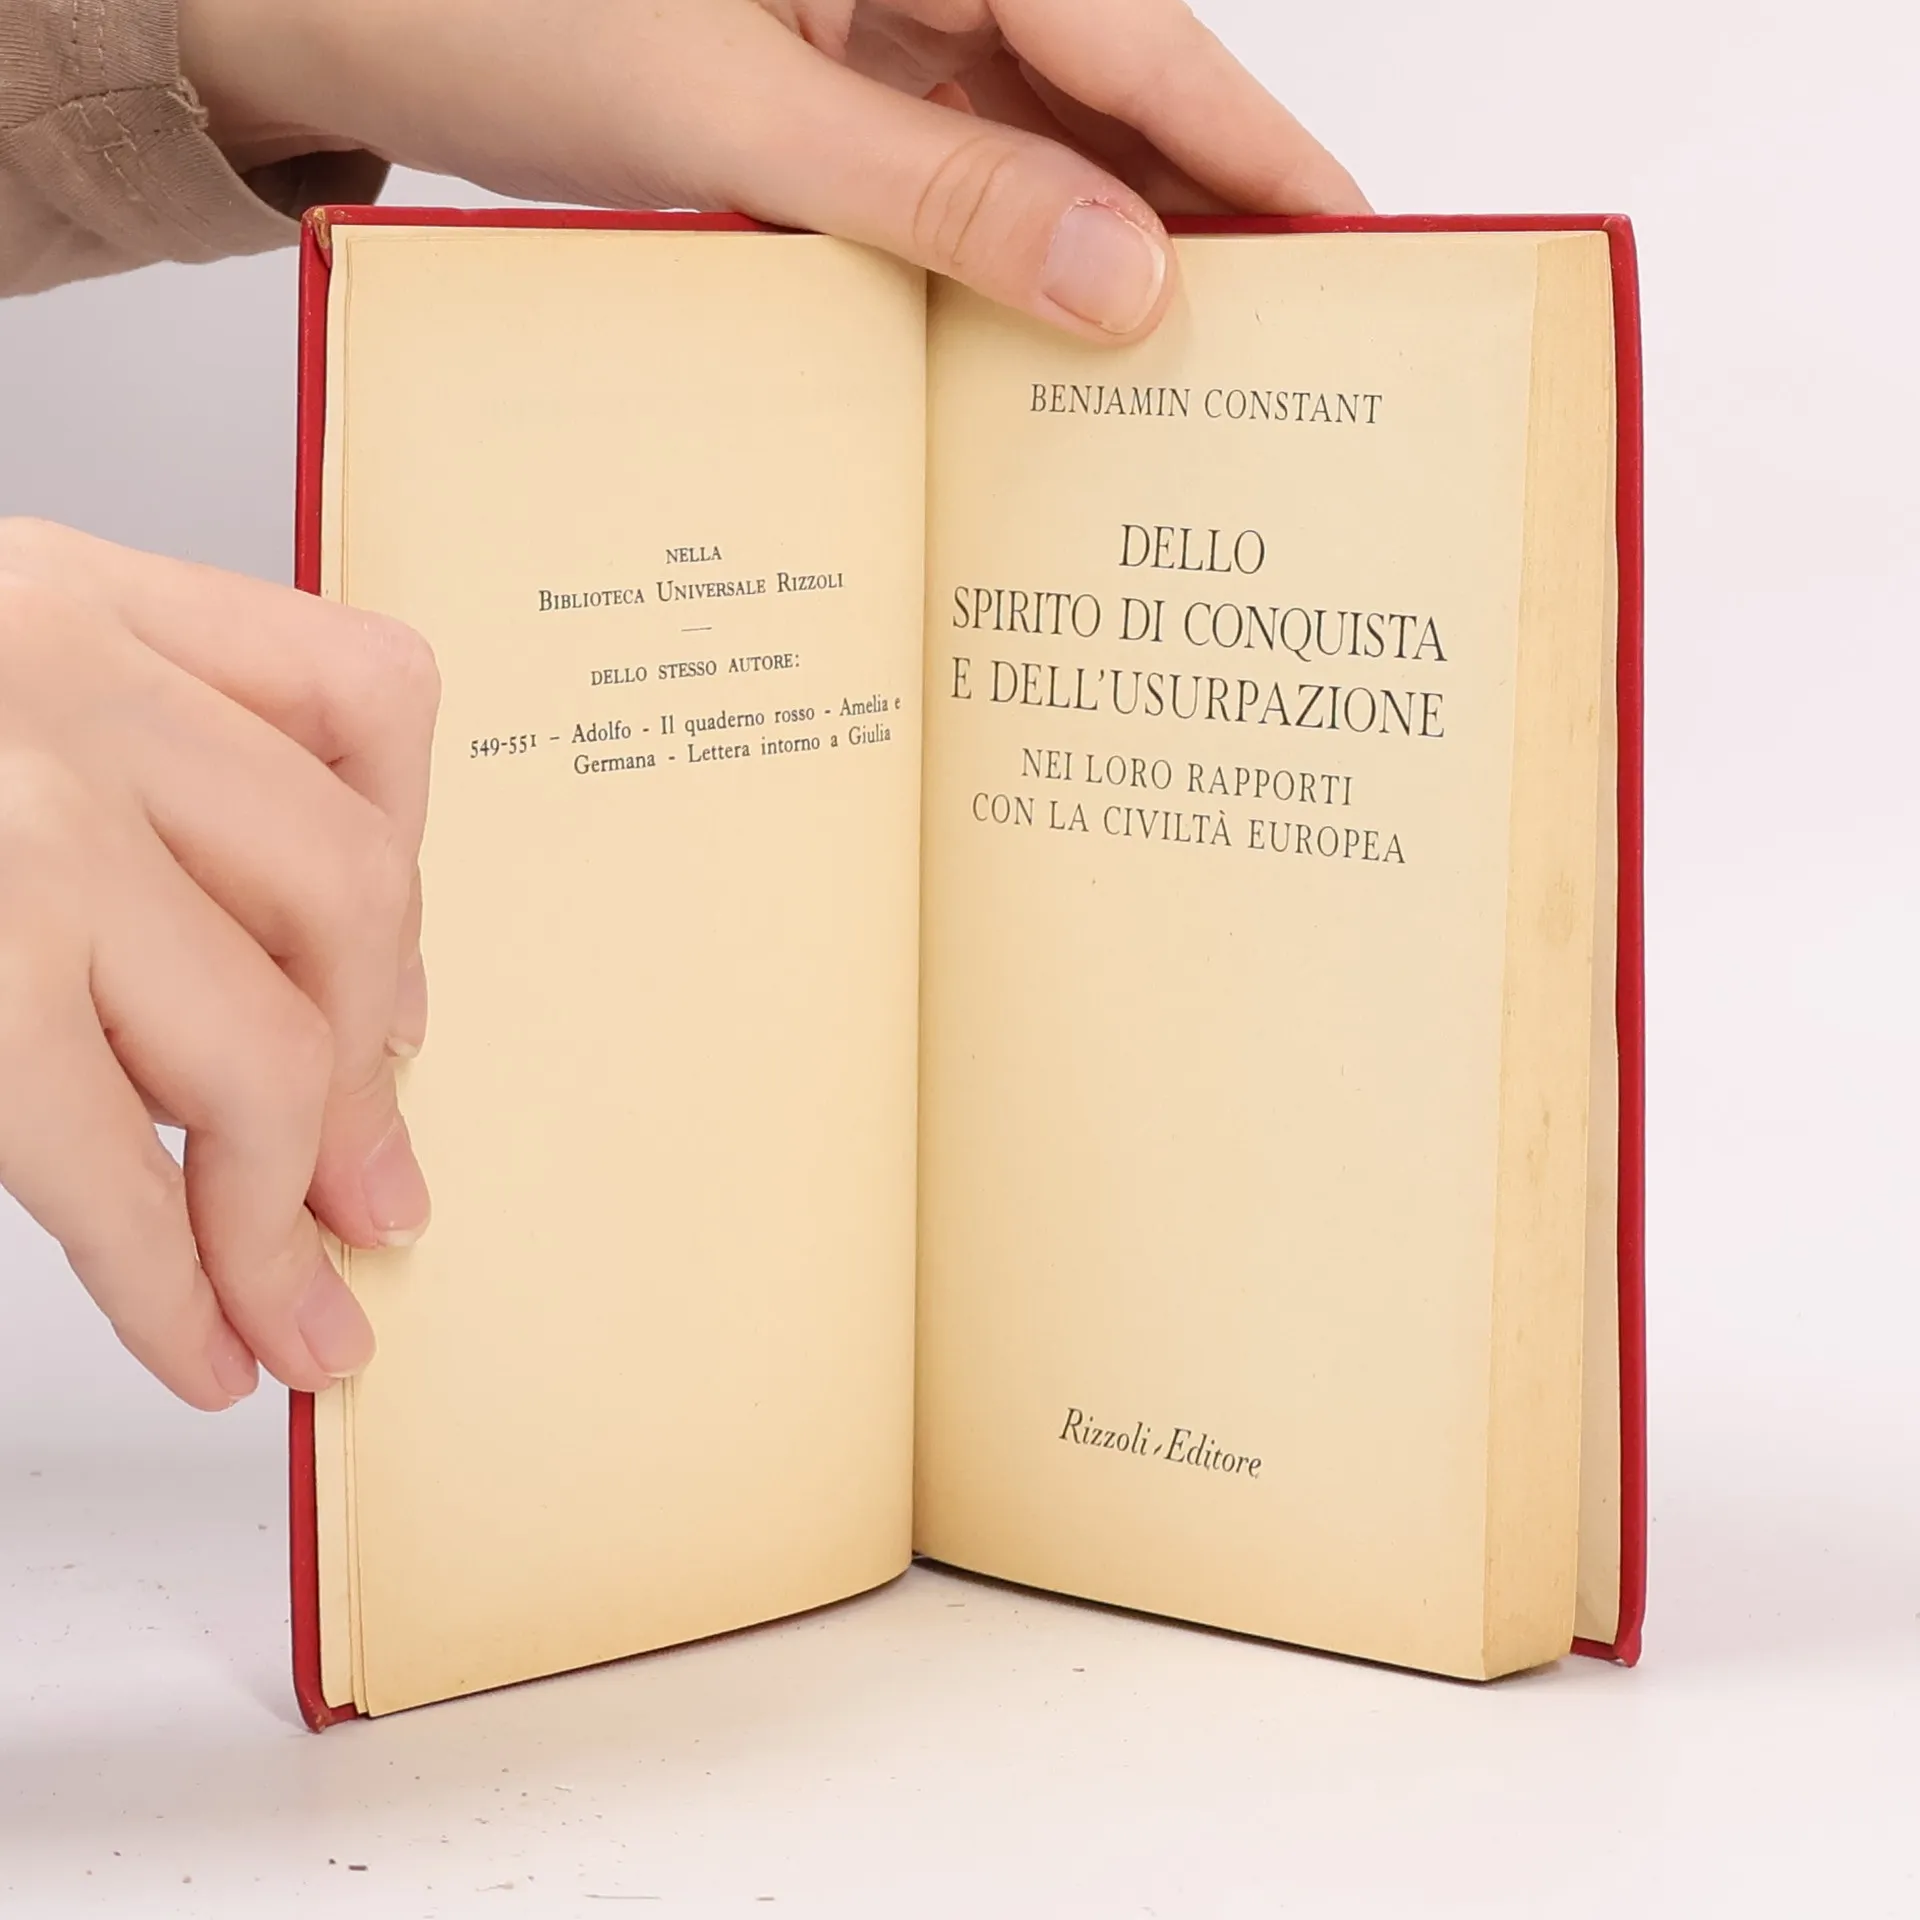 NELLA
BIBLIOTECA UNIVERSALE RIZZOLI
—
DELLO STESSO AUTORE:
549-551 – Adolfo - Il quaderno rosso - Amelia e
Germana - Lettera intorno a Giulia
BENJAMIN CONSTANT
DELLO
SPIRITO DI CONQUISTA
E DELL'USURPAZIONE
NEI LORO RAPPORTI
CON LA CIVILTÀ EUROPEA
Rizzoli - Editore